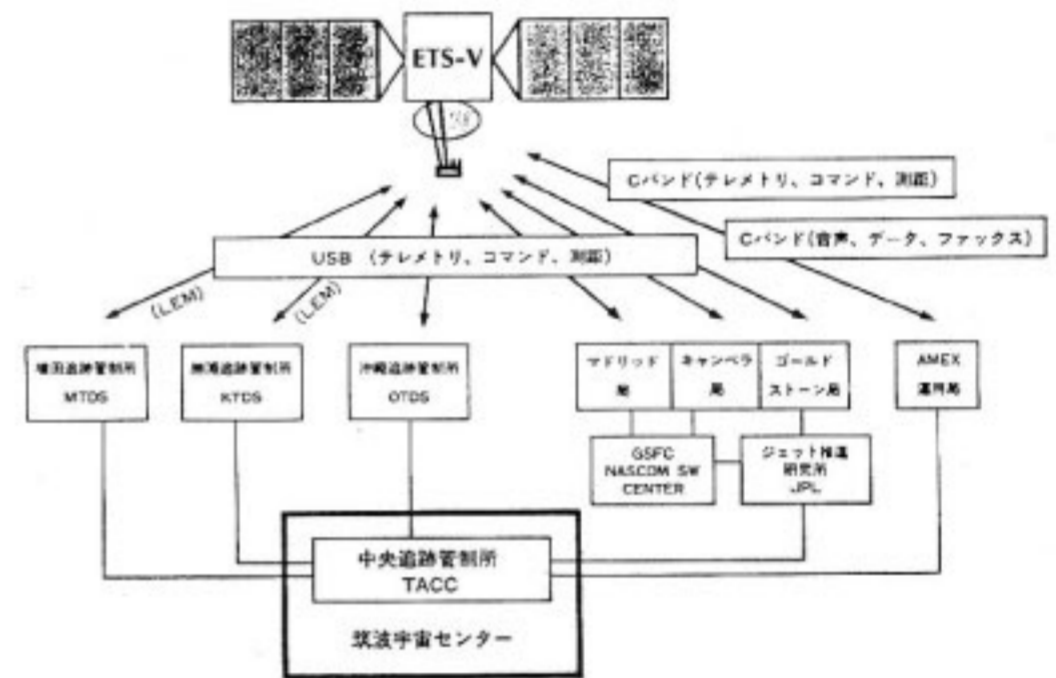 ETS-V
Cバンド(テレメトリ、コマンド、測距)
Cバンド(音声、データ、ファックス)
USB (テレメトリ、コマンド、測距)
(LEM)
(LEM)
増田追跡管制所
MTDS
勝浦追跡管制所
KTDS
沖縄追跡管制所
OTDS
マドリッド
局
キャンベラ
局
ゴールド
ストーン局
AMEX
運用局
GSFC
NASCOM SW
CENTER
ジェット推進
研究所
JPL
中央追跡管制所
TACC
筑波宇宙センター